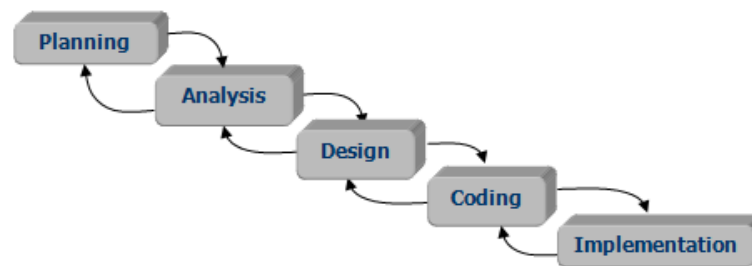 Planning
Analysis
Design
Coding
Implementation